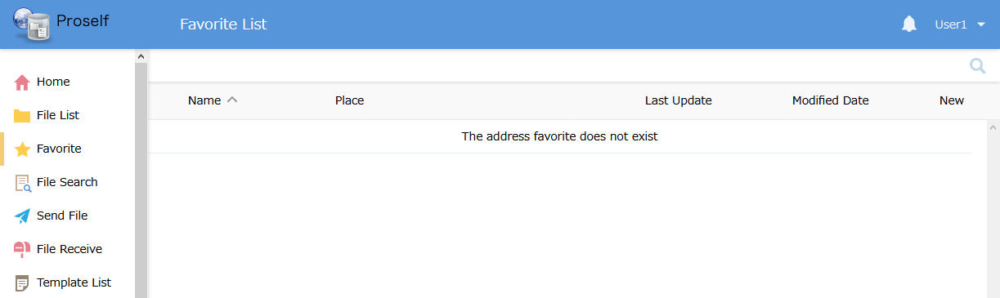 Proself
Favorite List
User1
Home
File List
Favorite
File Search
Send File
File Receive
Template List
Name Place Last Update Modified Date New
The address favorite does not exist